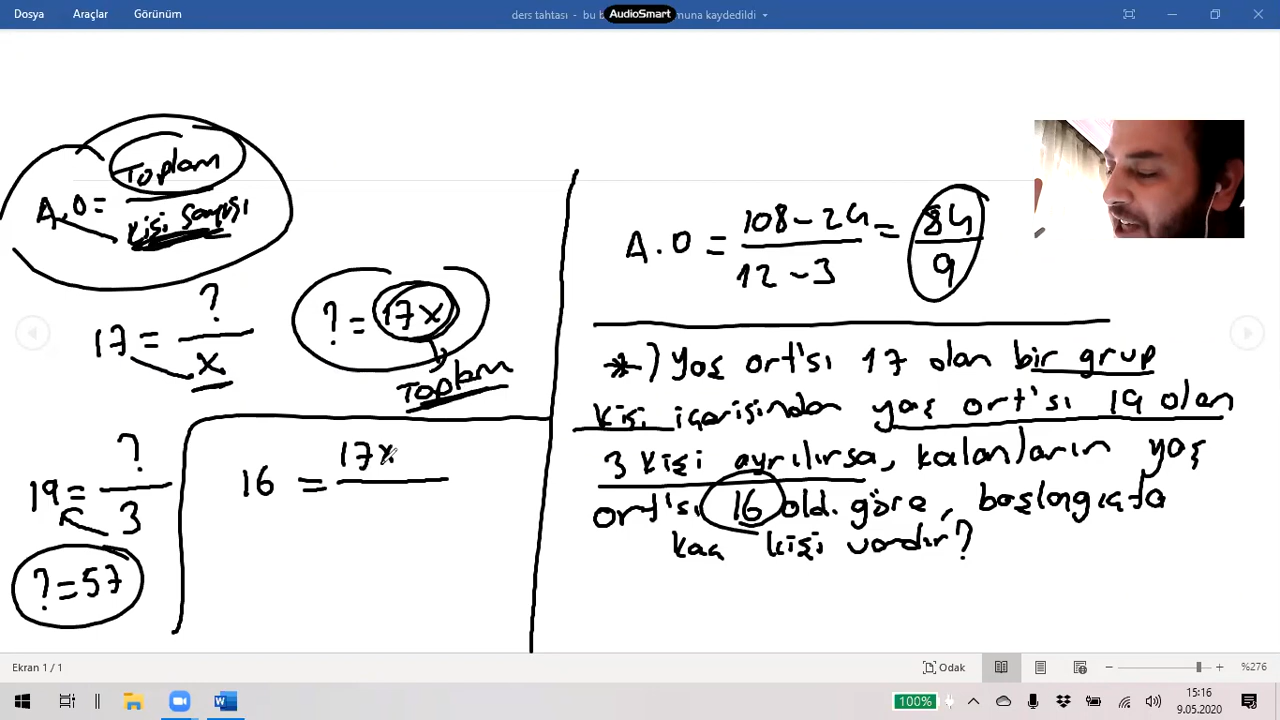 Dosya Araçlar Görünüm
ders tahtası - bu b
AudioSmart
muna kaydedildi
Toplam
A.O =
Kişi Sayısı
?
17 =
x
? = 17x
Toplam
?
19 =
3
? = 57
17x
16 =
108 - 24
84
A.O =
=
12 - 3
9
*) Yaş ort'sı 17 olan bir grup
kişi içerisinden yaş ort'sı 19 olan
3 kişi ayrılırsa, kalanların yaş
ort'sı 16 old. göre, başlangıçta
kaç kişi vardır?
Ekran 1 / 1
Odak
%276
100%
15:16
9.05.2020